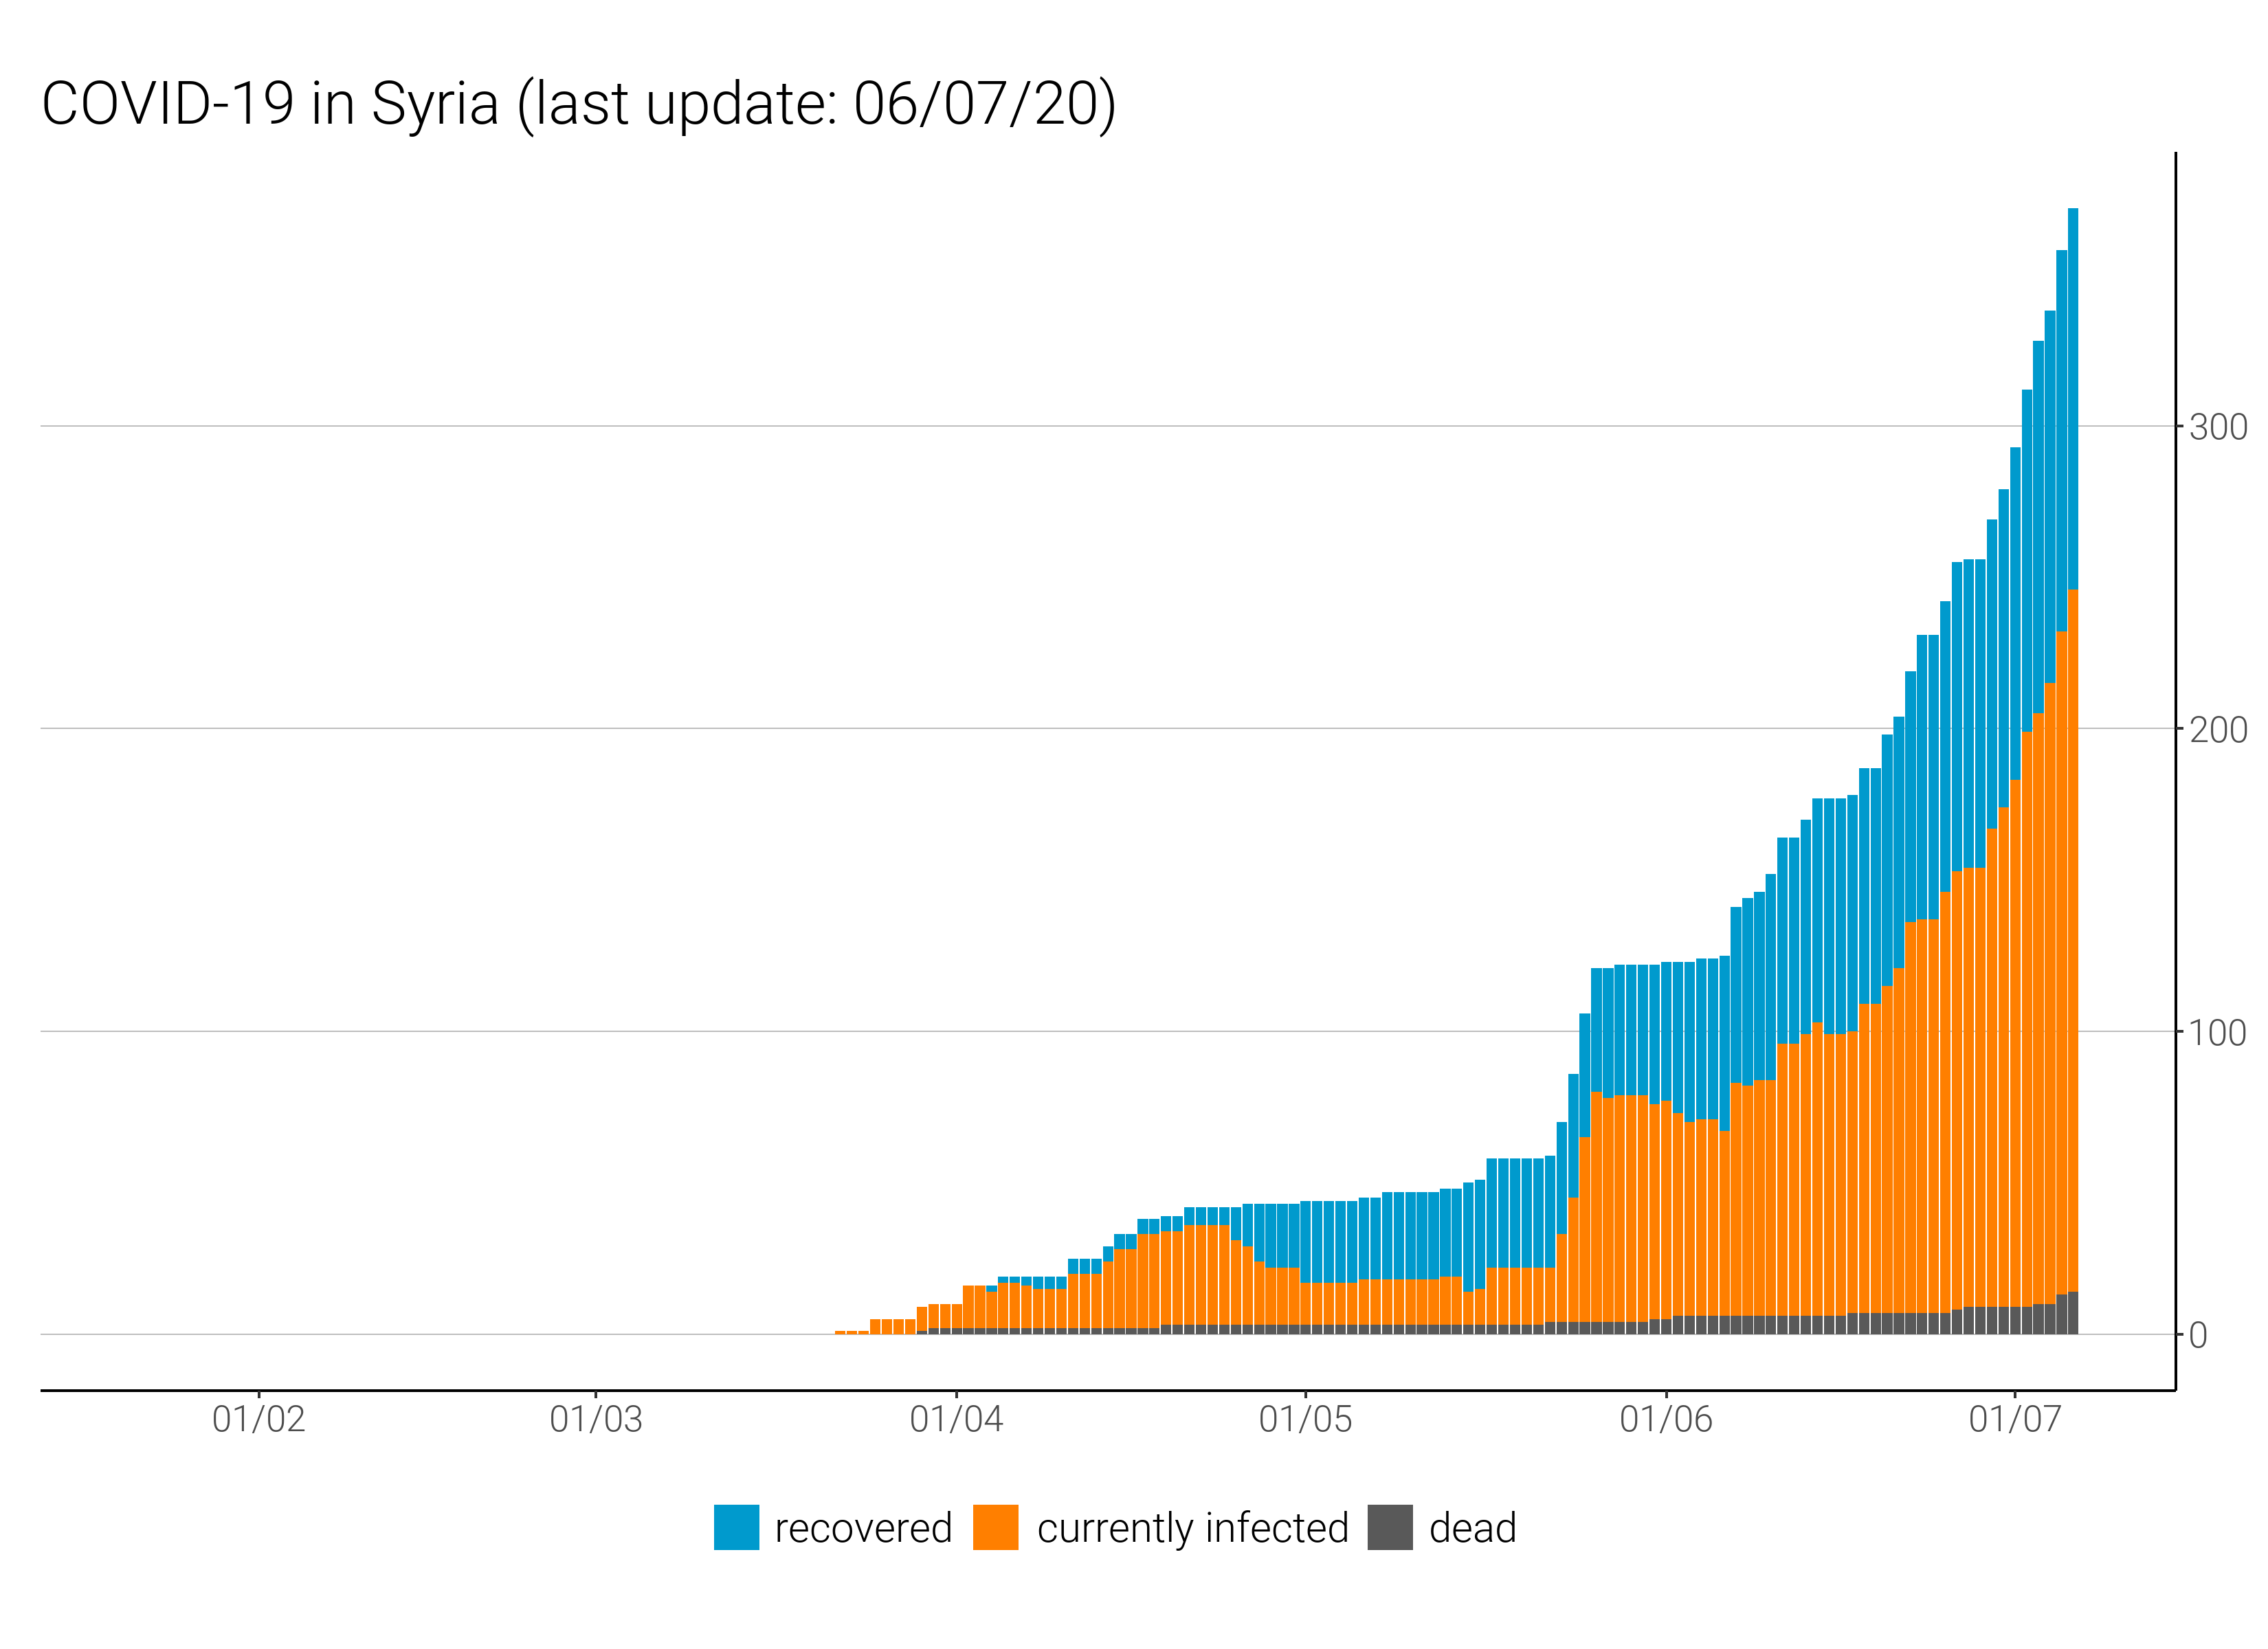 COVID-19 in Syria (last update: 06/07/20)
300
200
100
0
01/02 01/03 01/04 01/05 01/06 01/07
recovered currently infected dead